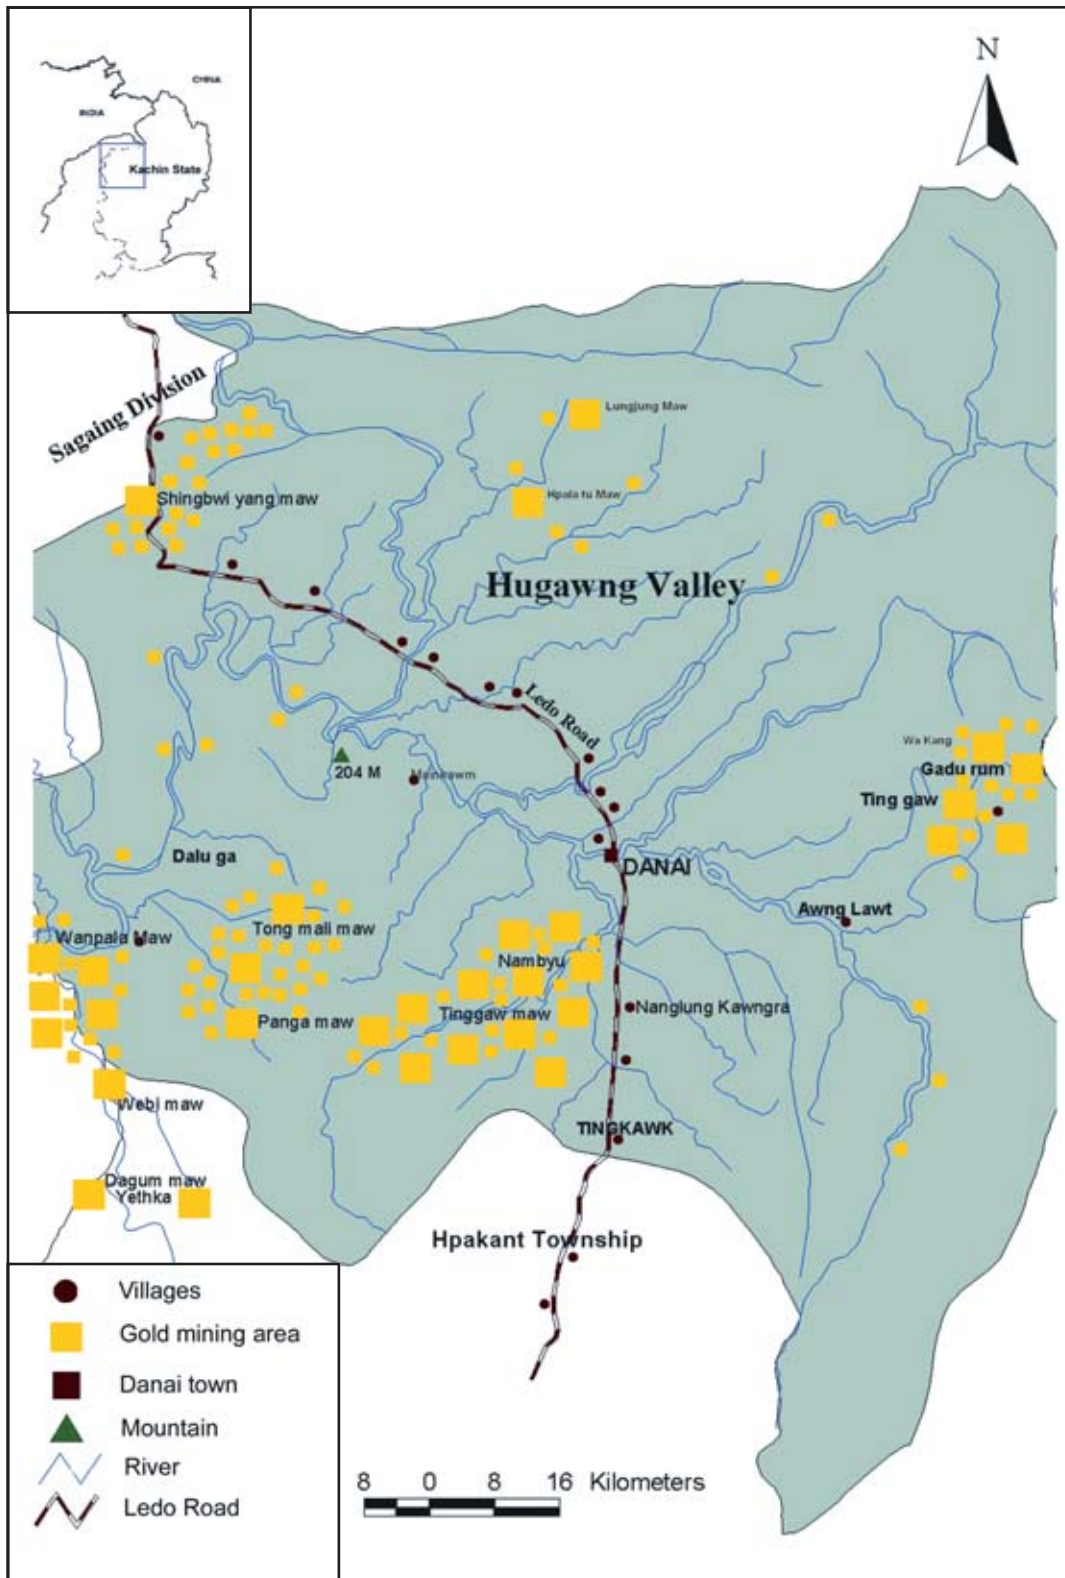 CHINA
INDIA
Kachin State
N
Sagaing Division
Lungjung Maw
Shingbwi yang maw
Hpala tu Maw
Hugawng Valley
Ledo Road
Wa Kang
Gadu rum
204 M
Ting gaw
Dalu ga
DANAI
Awng Lawt
Tong mali maw
Wanpala Maw
Nambyu
Nanglung Kawngra
Tinggaw maw
Panga maw
Webi maw
TINGKAWK
Dagum maw
Yethka
Hpakant Township
Villages
Gold mining area
Danai town
Mountain
River
Ledo Road
8 0 8 16 Kilometers